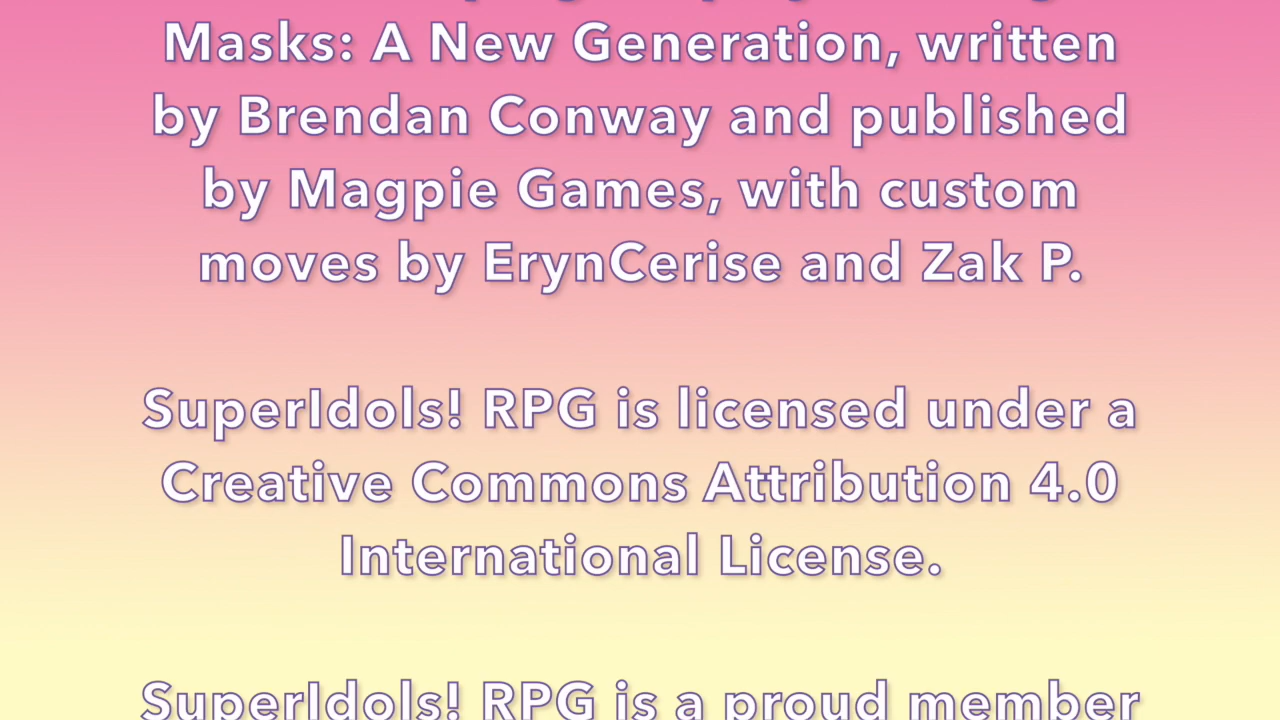 Masks: A New Generation, written
by Brendan Conway and published
by Magpie Games, with custom
moves by ErynCerise and Zak P.
SuperIdols! RPG is licensed under a
Creative Commons Attribution 4.0
International License.
SuperIdols! RPG is a proud member